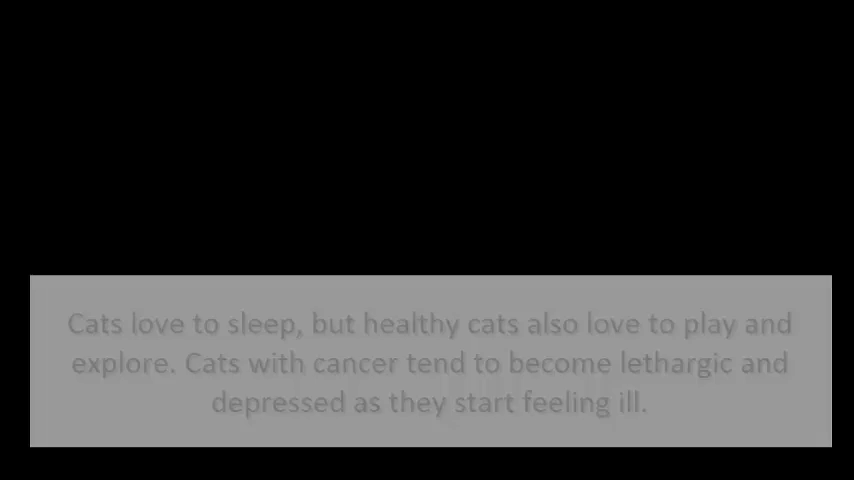 Cats love to sleep, but healthy cats also love to play and
explore. Cats with cancer tend to become lethargic and
depressed as they start feeling ill.